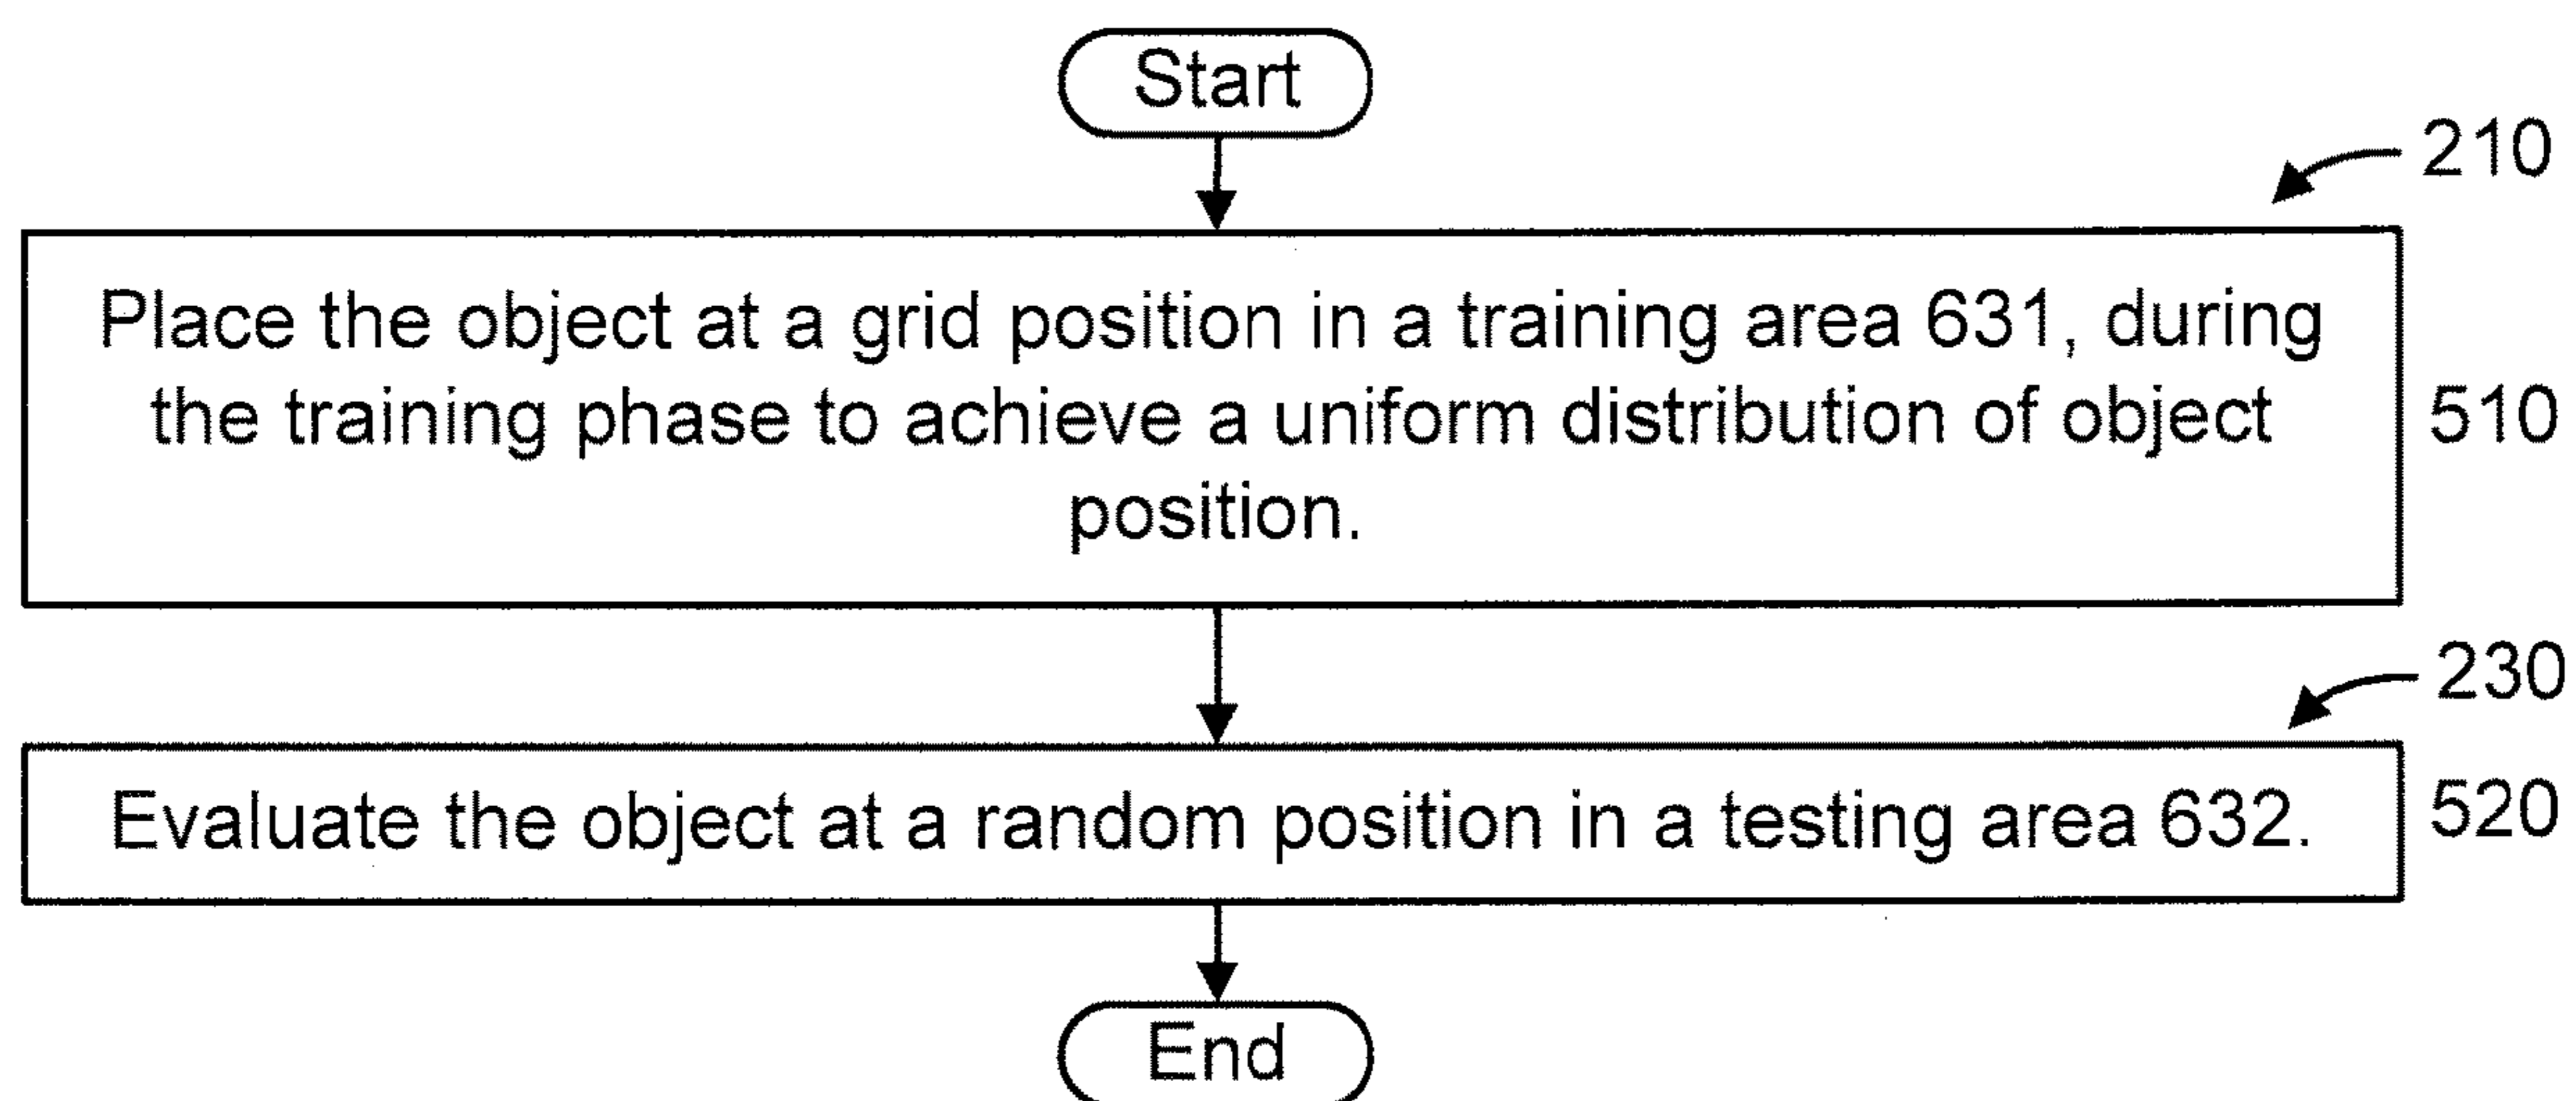 Start
210
Place the object at a grid position in a training area 631, during
the training phase to achieve a uniform distribution of object
position.
510
230
Evaluate the object at a random position in a testing area 632.
520
End